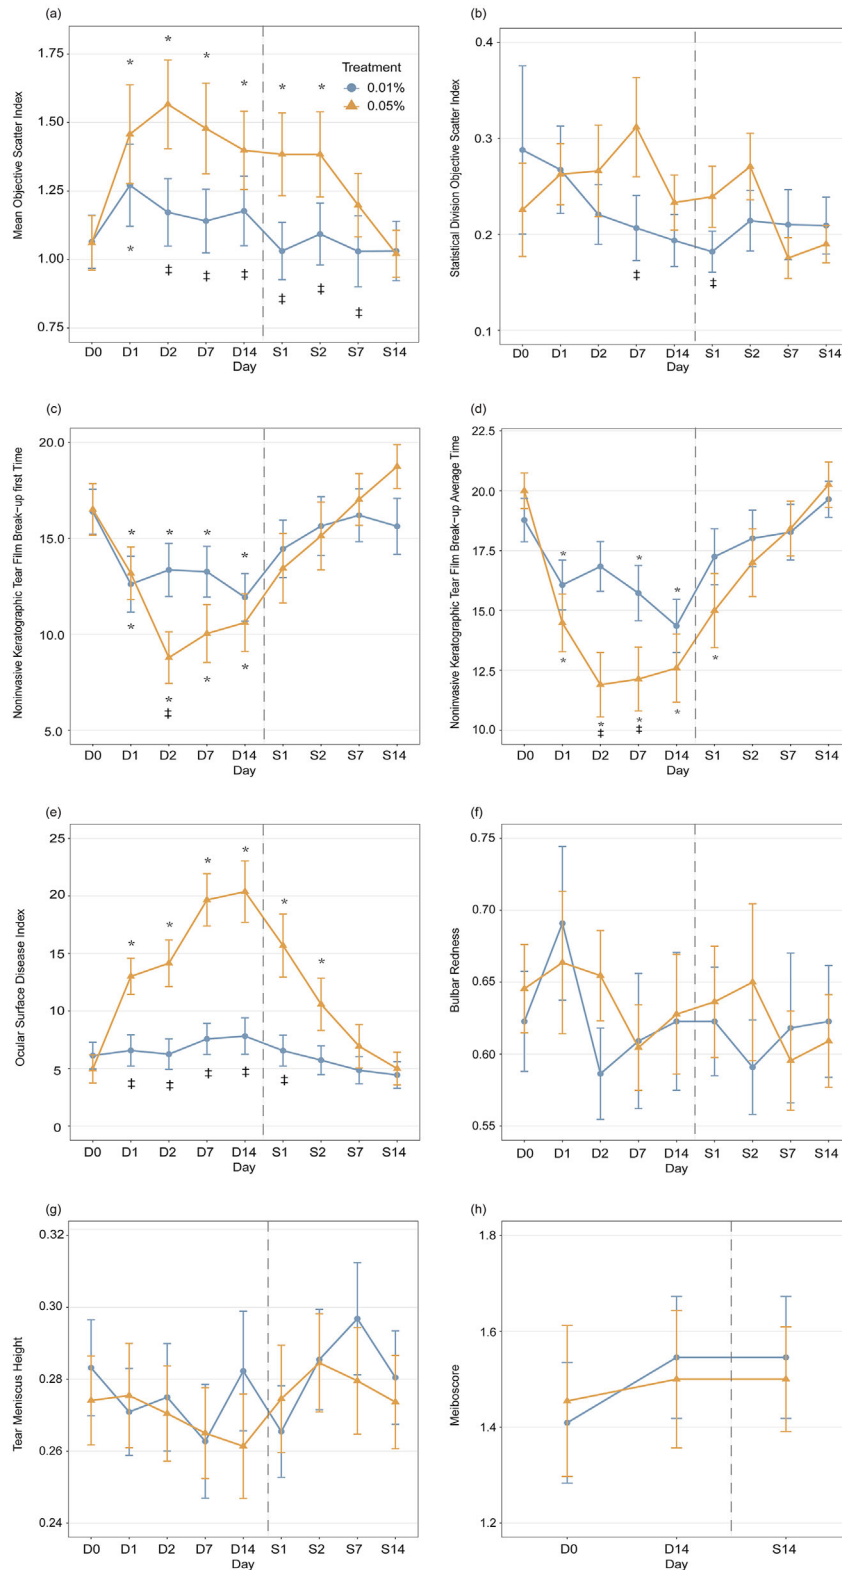 (a)
Mean Objective Scatter Index
1.75
1.50
1.25
1.00
0.75
* * * * * *
Treatment
0.01%
0.05%
*
‡ ‡ ‡ ‡ ‡ ‡
D0 D1 D2 D7 D14 S1 S2 S7 S14
Day
(b)
Statistical Division Objective Scatter Index
0.4
0.3
0.2
0.1
‡ ‡
D0 D1 D2 D7 D14 S1 S2 S7 S14
Day
(c)
Noninvasive Keratographic Tear Film Break-up first Time
20.0
15.0
10.0
5.0
* * * *
* * * *
‡
D0 D1 D2 D7 D14 S1 S2 S7 S14
Day
(d)
Noninvasive Keratographic Tear Film Break-up Average Time
22.5
20.0
17.5
15.0
12.5
10.0
* * *
* * * * *
‡ ‡
D0 D1 D2 D7 D14 S1 S2 S7 S14
Day
(e)
Ocular Surface Disease Index
25
20
15
10
5
0
* * * * * *
‡ ‡ ‡ ‡ ‡
D0 D1 D2 D7 D14 S1 S2 S7 S14
Day
(f)
Bulbar Redness
0.75
0.70
0.65
0.60
0.55
D0 D1 D2 D7 D14 S1 S2 S7 S14
Day
(g)
Tear Meniscus Height
0.32
0.30
0.28
0.26
0.24
D0 D1 D2 D7 D14 S1 S2 S7 S14
Day
(h)
Meiboscore
1.8
1.6
1.4
1.2
D0 D14 S14
Day